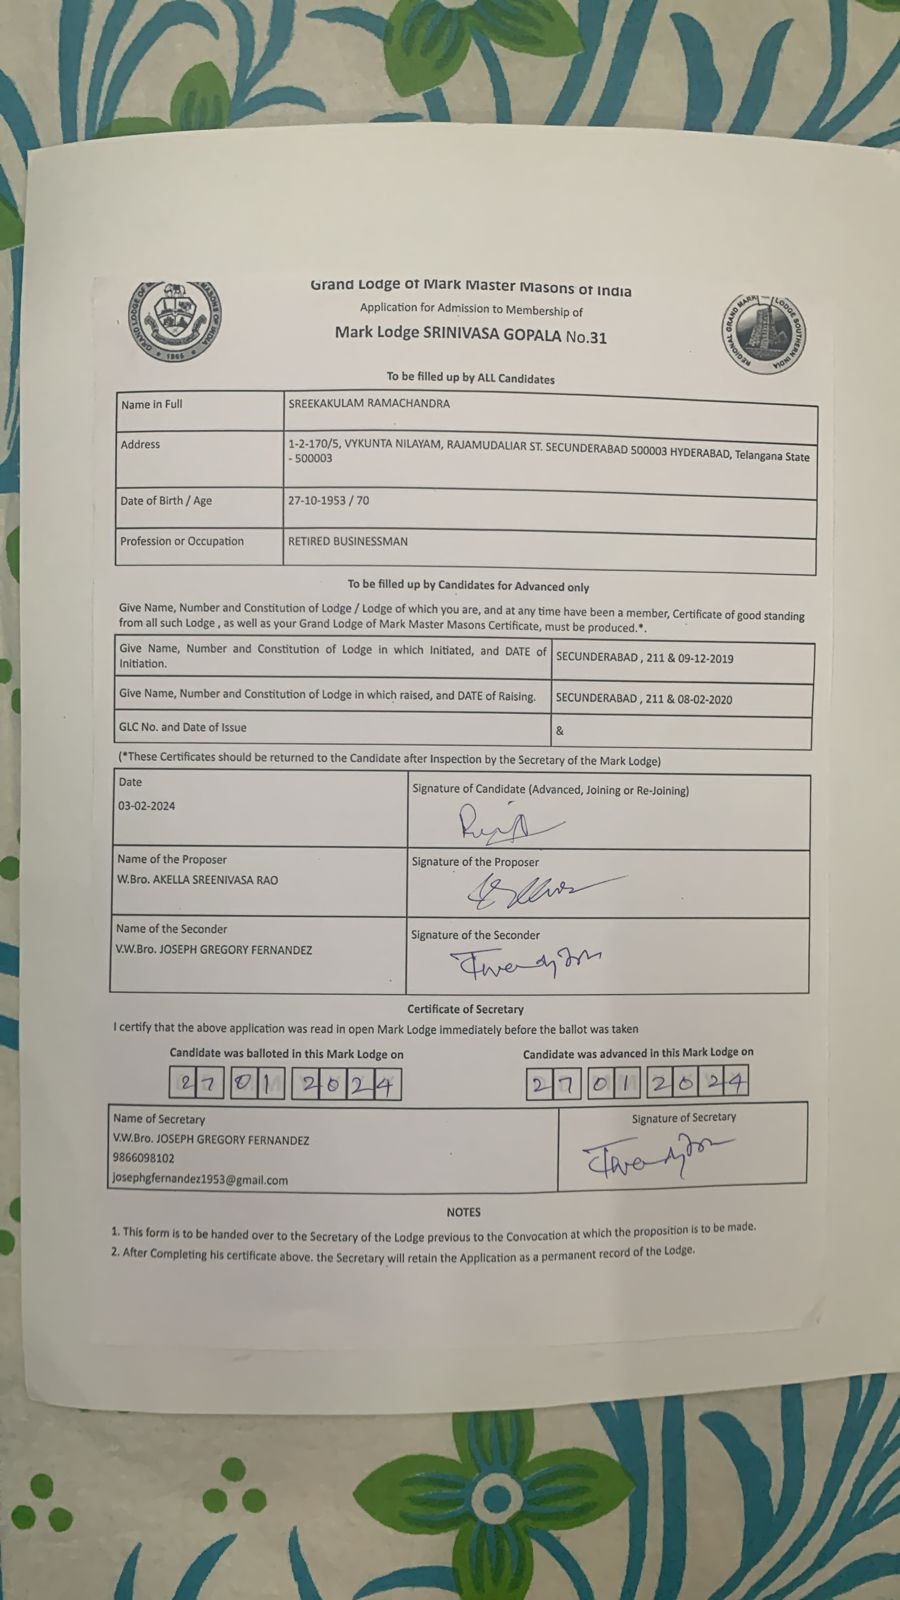 GRAND LODGE OF MASONS OF INDIA
1865
Grand Lodge of Mark Master Masons of India
REGIONAL GRAND MARK LODGE SOUTHERN INDIA
Application for Admission to Membership of
Mark Lodge SRINIVASA GOPALA No.31
To be filled up by ALL Candidates
Name in Full SREEKAKULAM RAMACHANDRA
Address 1-2-170/5, VYKUNTA NILAYAM, RAJAMUDALIAR ST. SECUNDERABAD 500003 HYDERABAD, Telangana State
- 500003
Date of Birth / Age 27-10-1953 / 70
Profession or Occupation RETIRED BUSINESSMAN
To be filled up by Candidates for Advanced only
Give Name, Number and Constitution of Lodge / Lodge of which you are, and at any time have been a member, Certificate of good standing
from all such Lodge , as well as your Grand Lodge of Mark Master Masons Certificate, must be produced.*.
Give Name, Number and Constitution of Lodge in which Initiated, and DATE of
Initiation.
SECUNDERABAD , 211 & 09-12-2019
Give Name, Number and Constitution of Lodge in which raised, and DATE of Raising. SECUNDERABAD , 211 & 08-02-2020
GLC No. and Date of Issue &
(*These Certificates should be returned to the Candidate after Inspection by the Secretary of the Mark Lodge)
Date
03-02-2024
Signature of Candidate (Advanced, Joining or Re-Joining)
Name of the Proposer
W.Bro. AKELLA SREENIVASA RAO
Signature of the Proposer
Name of the Seconder
V.W.Bro. JOSEPH GREGORY FERNANDEZ
Signature of the Seconder
Certificate of Secretary
I certify that the above application was read in open Mark Lodge immediately before the ballot was taken
Candidate was balloted in this Mark Lodge on
27 01 2024
Candidate was advanced in this Mark Lodge on
27 01 2024
Name of Secretary
V.W.Bro. JOSEPH GREGORY FERNANDEZ
9866098102
josephgfernandez1953@gmail.com
Signature of Secretary
NOTES
1. This form is to be handed over to the Secretary of the Lodge previous to the Convocation at which the proposition is to be made.
2. After Completing his certificate above. the Secretary will retain the Application as a permanent record of the Lodge.